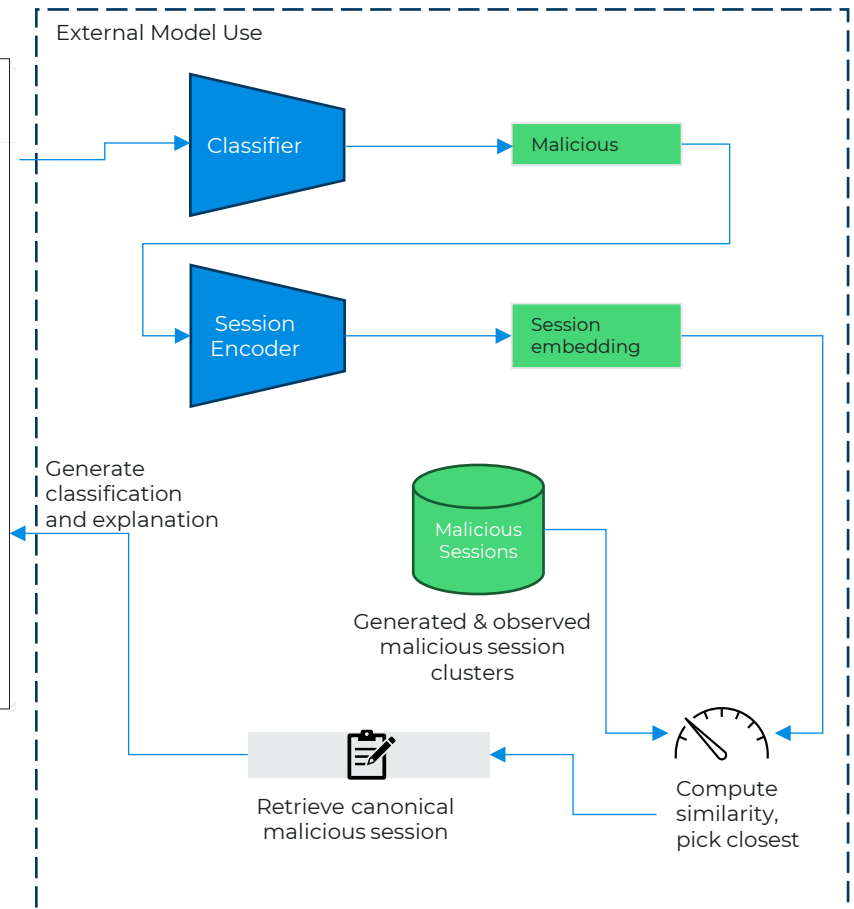 External Model Use
Classifier
Malicious
Session
Encoder
Session
embedding
Generate
classification
and explanation
Malicious
Sessions
Generated & observed
malicious session
clusters
Retrieve canonical
malicious session
Compute
similarity,
pick closest